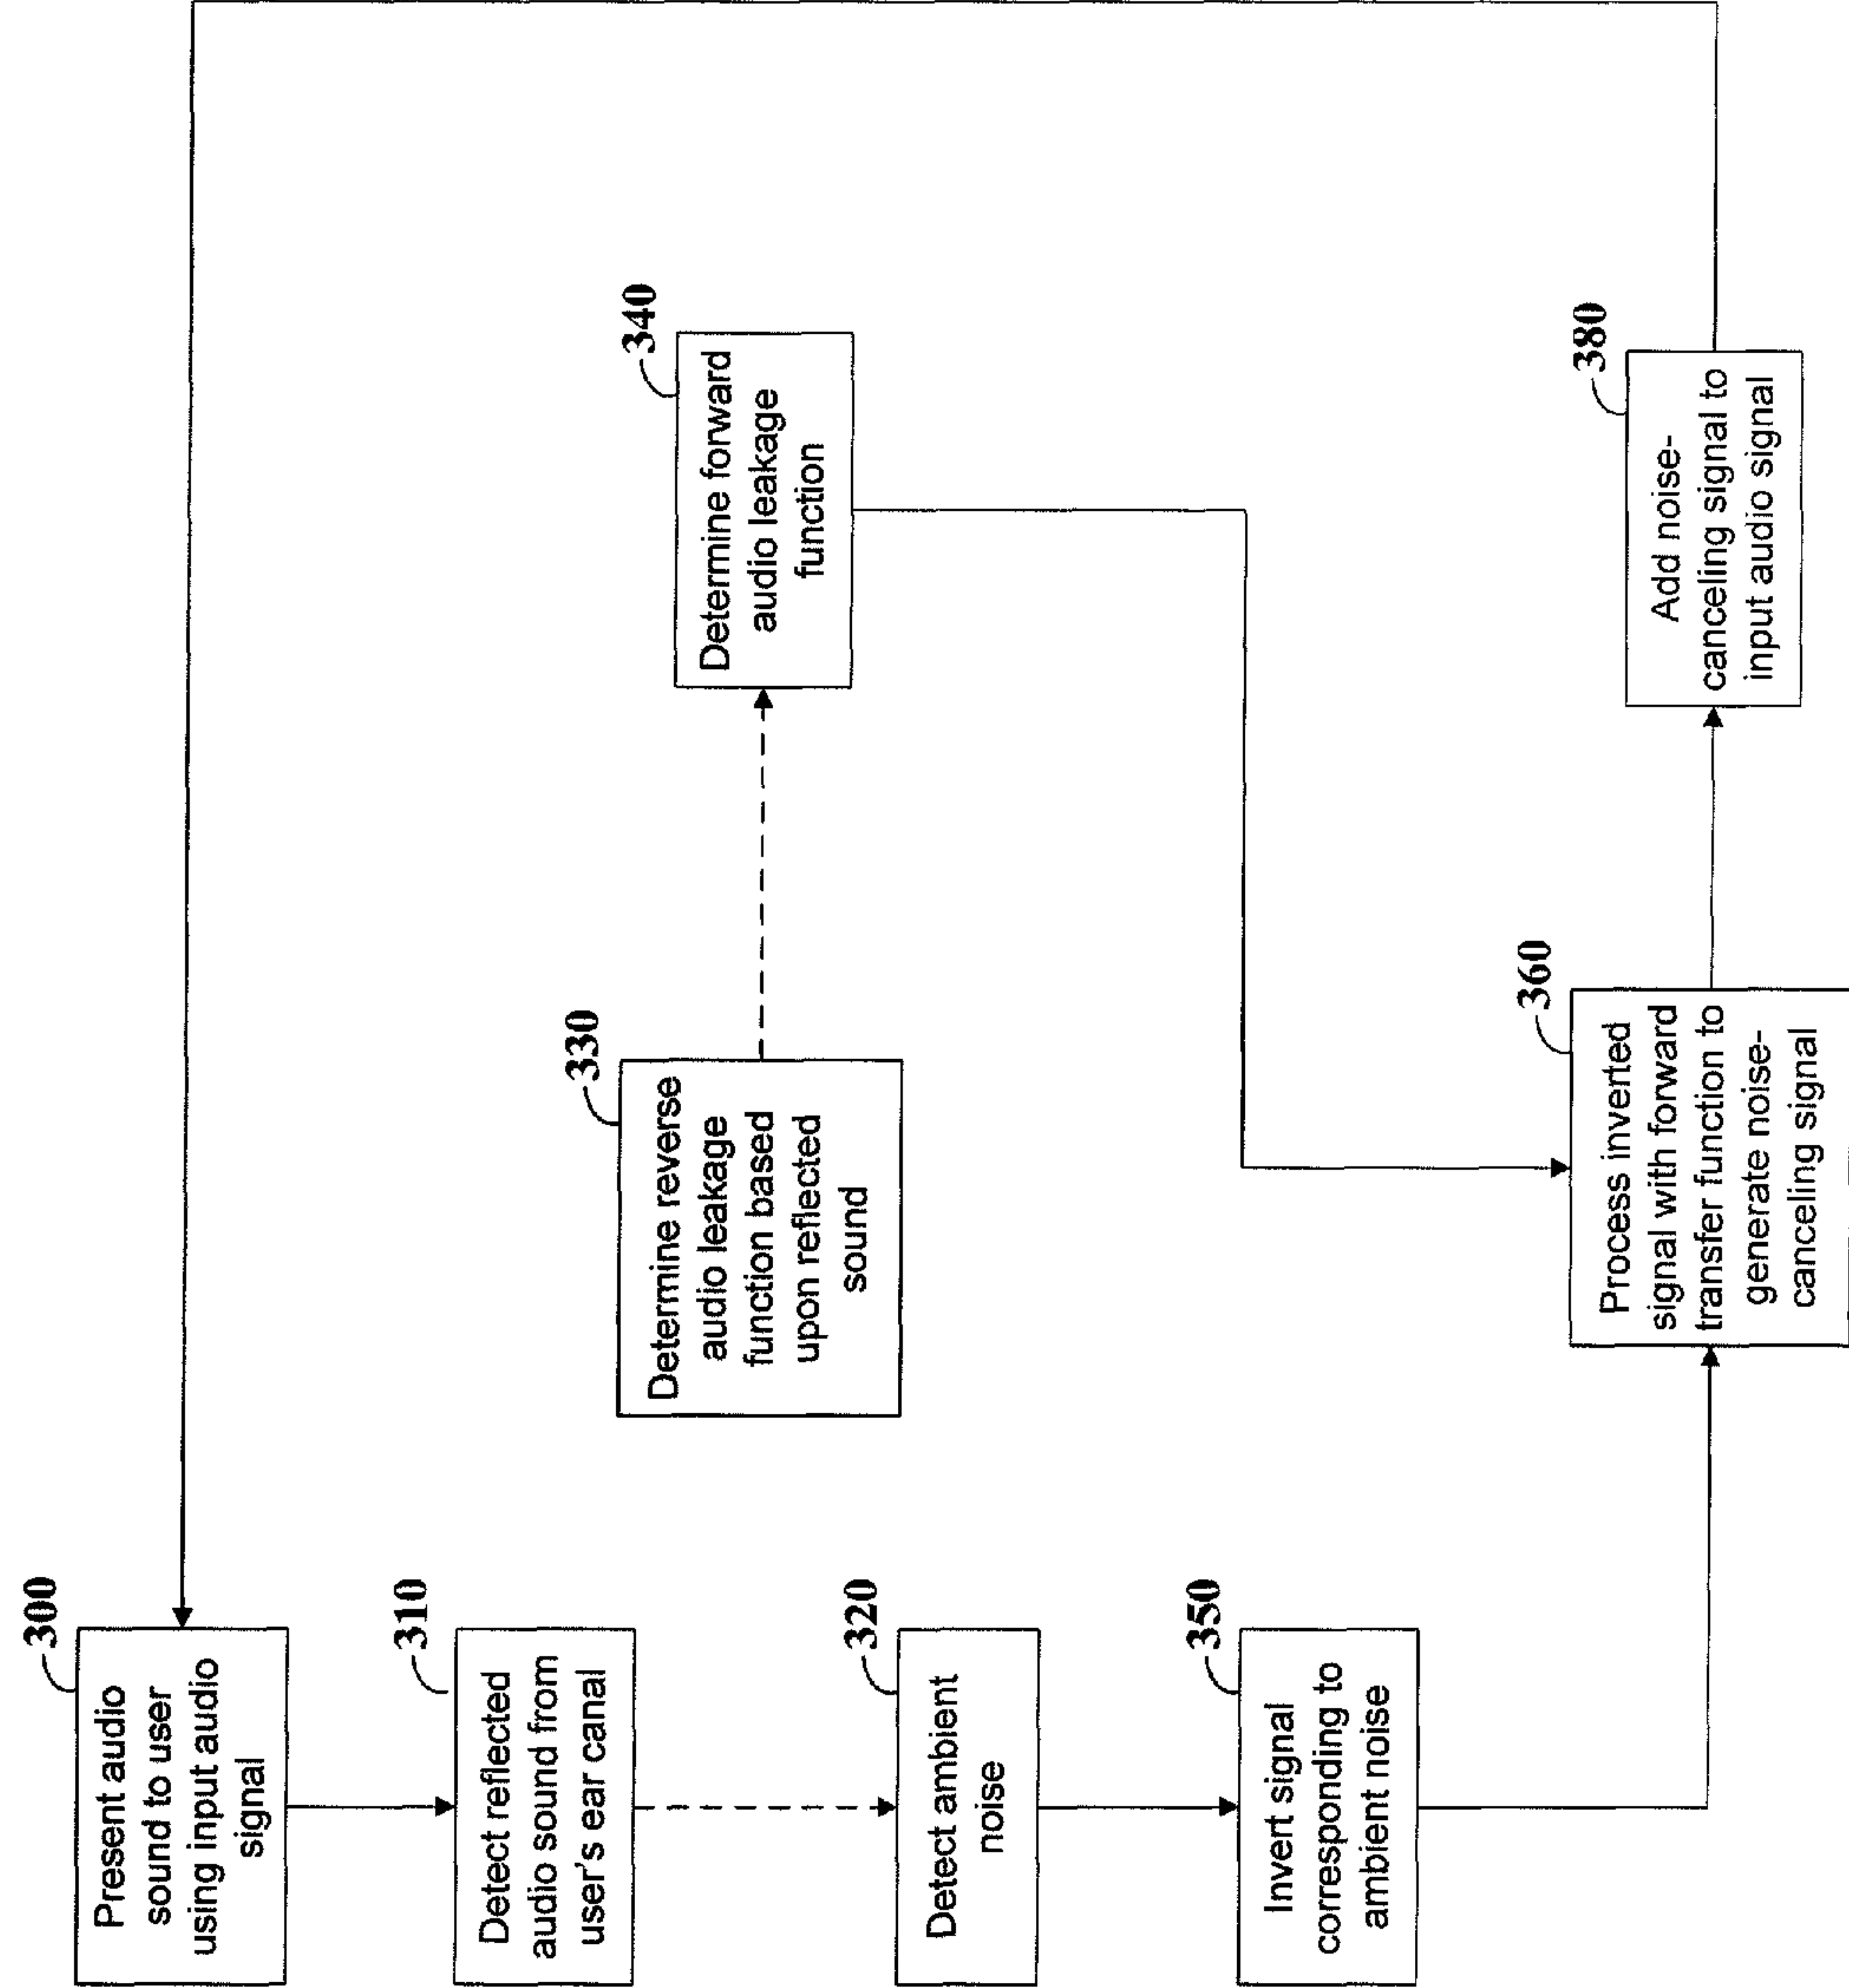 300
Present audio
sound to user
using input audio
signal
310
Detect reflected
audio sound from
user's ear canal
320
Detect ambient
noise
350
Invert signal
corresponding to
ambient noise
330
Determine reverse
audio leakage
function based
upon reflected
sound
340
Determine forward
audio leakage
function
360
Process inverted
signal with forward
transfer function to
generate noise-
canceling signal
380
Add noise-
canceling signal to
input audio signal